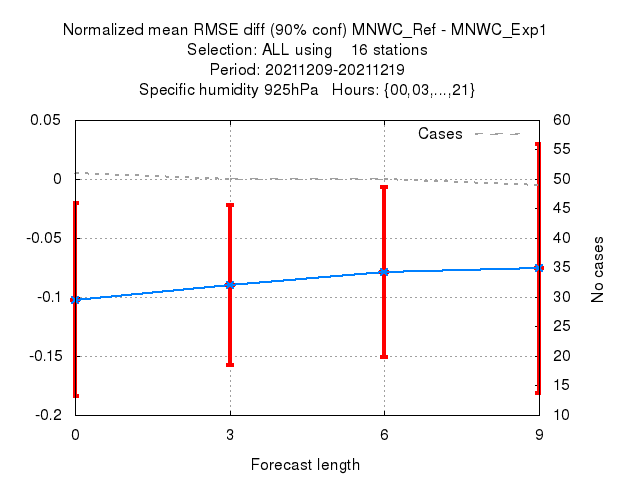 Normalized mean RMSE diff (90% conf) MNWC_Ref - MNWC_Exp1
Selection: ALL using    16 stations
Period: 20211209-20211219
Specific humidity 925hPa   Hours: {00,03,...,21}
0.05
0
-0.05
-0.1
-0.15
-0.2
Cases
60
55
50
45
40
35
30
25
20
15
10
No cases
0 3 6 9
Forecast length